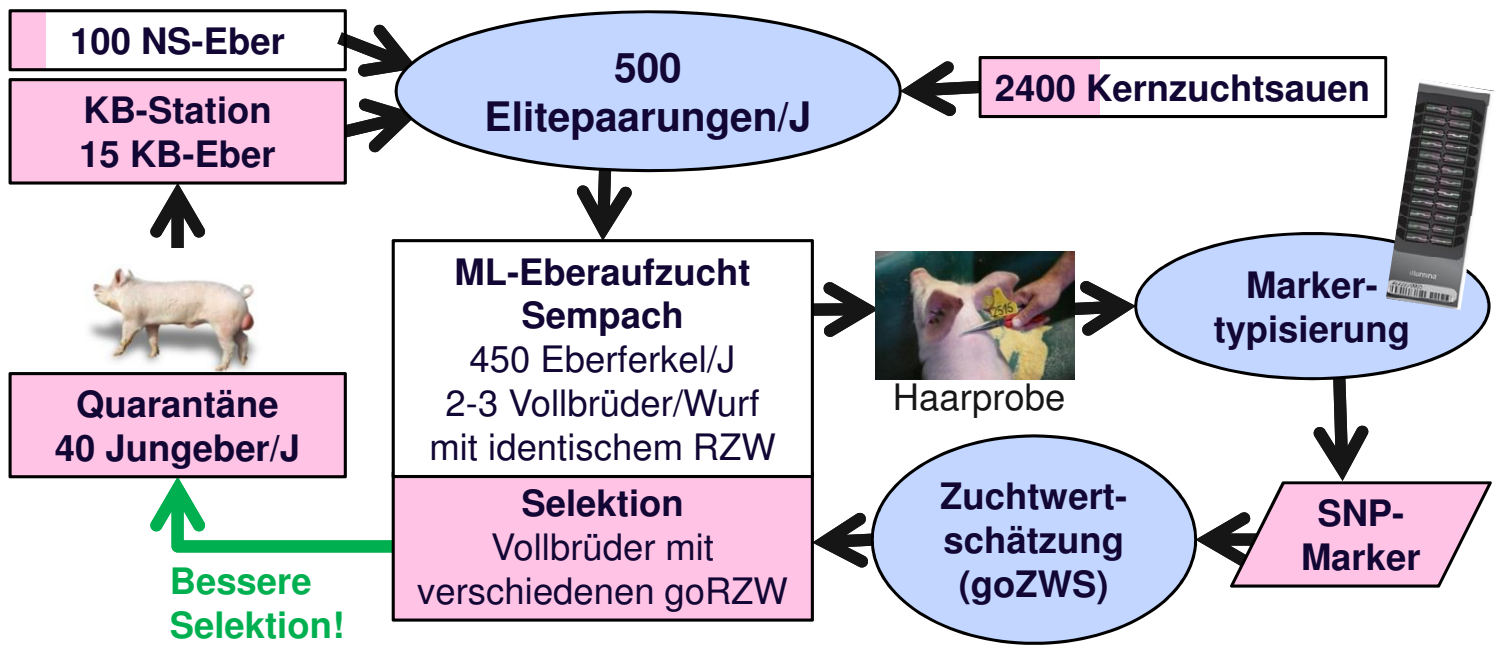 100 NS-Eber
KB-Station
15 KB-Eber
500
Elitepaarungen/J
2400 Kernzuchtsauen
ML-Eberaufzucht
Sempach
450 Eberferkel/J
2-3 Vollbrüder/Wurf
mit identischem RZW
2515
Haarprobe
illumina
Marker-
typisierung
Quarantäne
40 Jungeber/J
Selektion
Vollbrüder mit
verschiedenen goRZW
Zuchtwert-
schätzung
(goZWS)
SNP-
Marker
Bessere
Selektion!